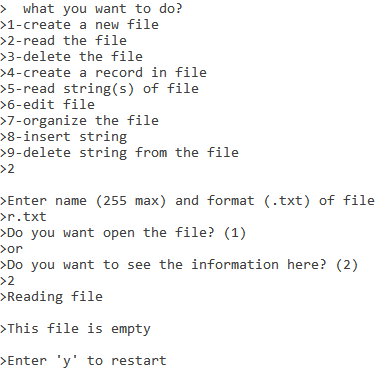 >  what you want to do?
>1-create a new file
>2-read the file
>3-delete the file
>4-create a record in file
>5-read string(s) of file
>6-edit file
>7-organize the file
>8-insert string
>9-delete string from the file
>2

>Enter name (255 max) and format (.txt) of file
>r.txt
>Do you want open the file? (1)
>or
>Do you want to see the information here? (2)
>2
>Reading file

>This file is empty

>Enter 'y' to restart